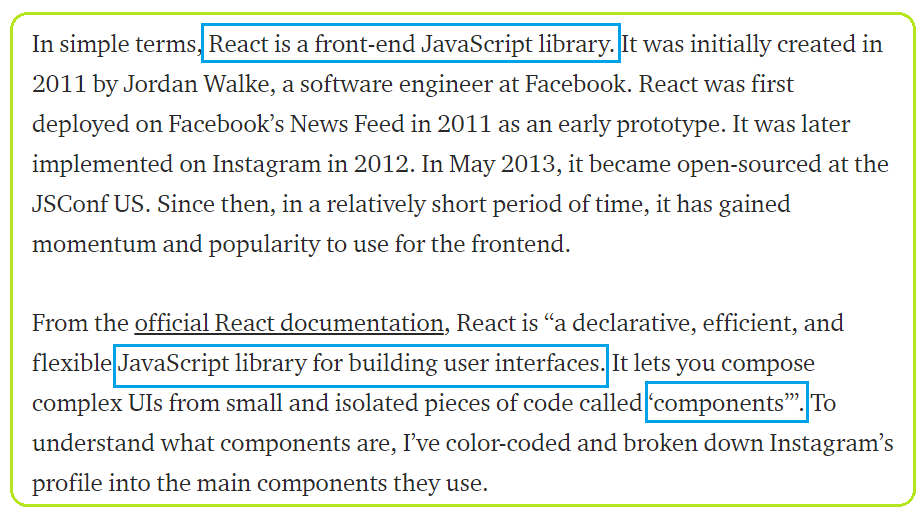 In simple terms, React is a front-end JavaScript library. It was initially created in
2011 by Jordan Walke, a software engineer at Facebook. React was first
deployed on Facebook’s News Feed in 2011 as an early prototype. It was later
implemented on Instagram in 2012. In May 2013, it became open-sourced at the
JSConf US. Since then, in a relatively short period of time, it has gained
momentum and popularity to use for the frontend.
From the official React documentation, React is “a declarative, efficient, and
flexible JavaScript library for building user interfaces. It lets you compose
complex UIs from small and isolated pieces of code called ‘components’”. To
understand what components are, I’ve color-coded and broken down Instagram’s
profile into the main components they use.